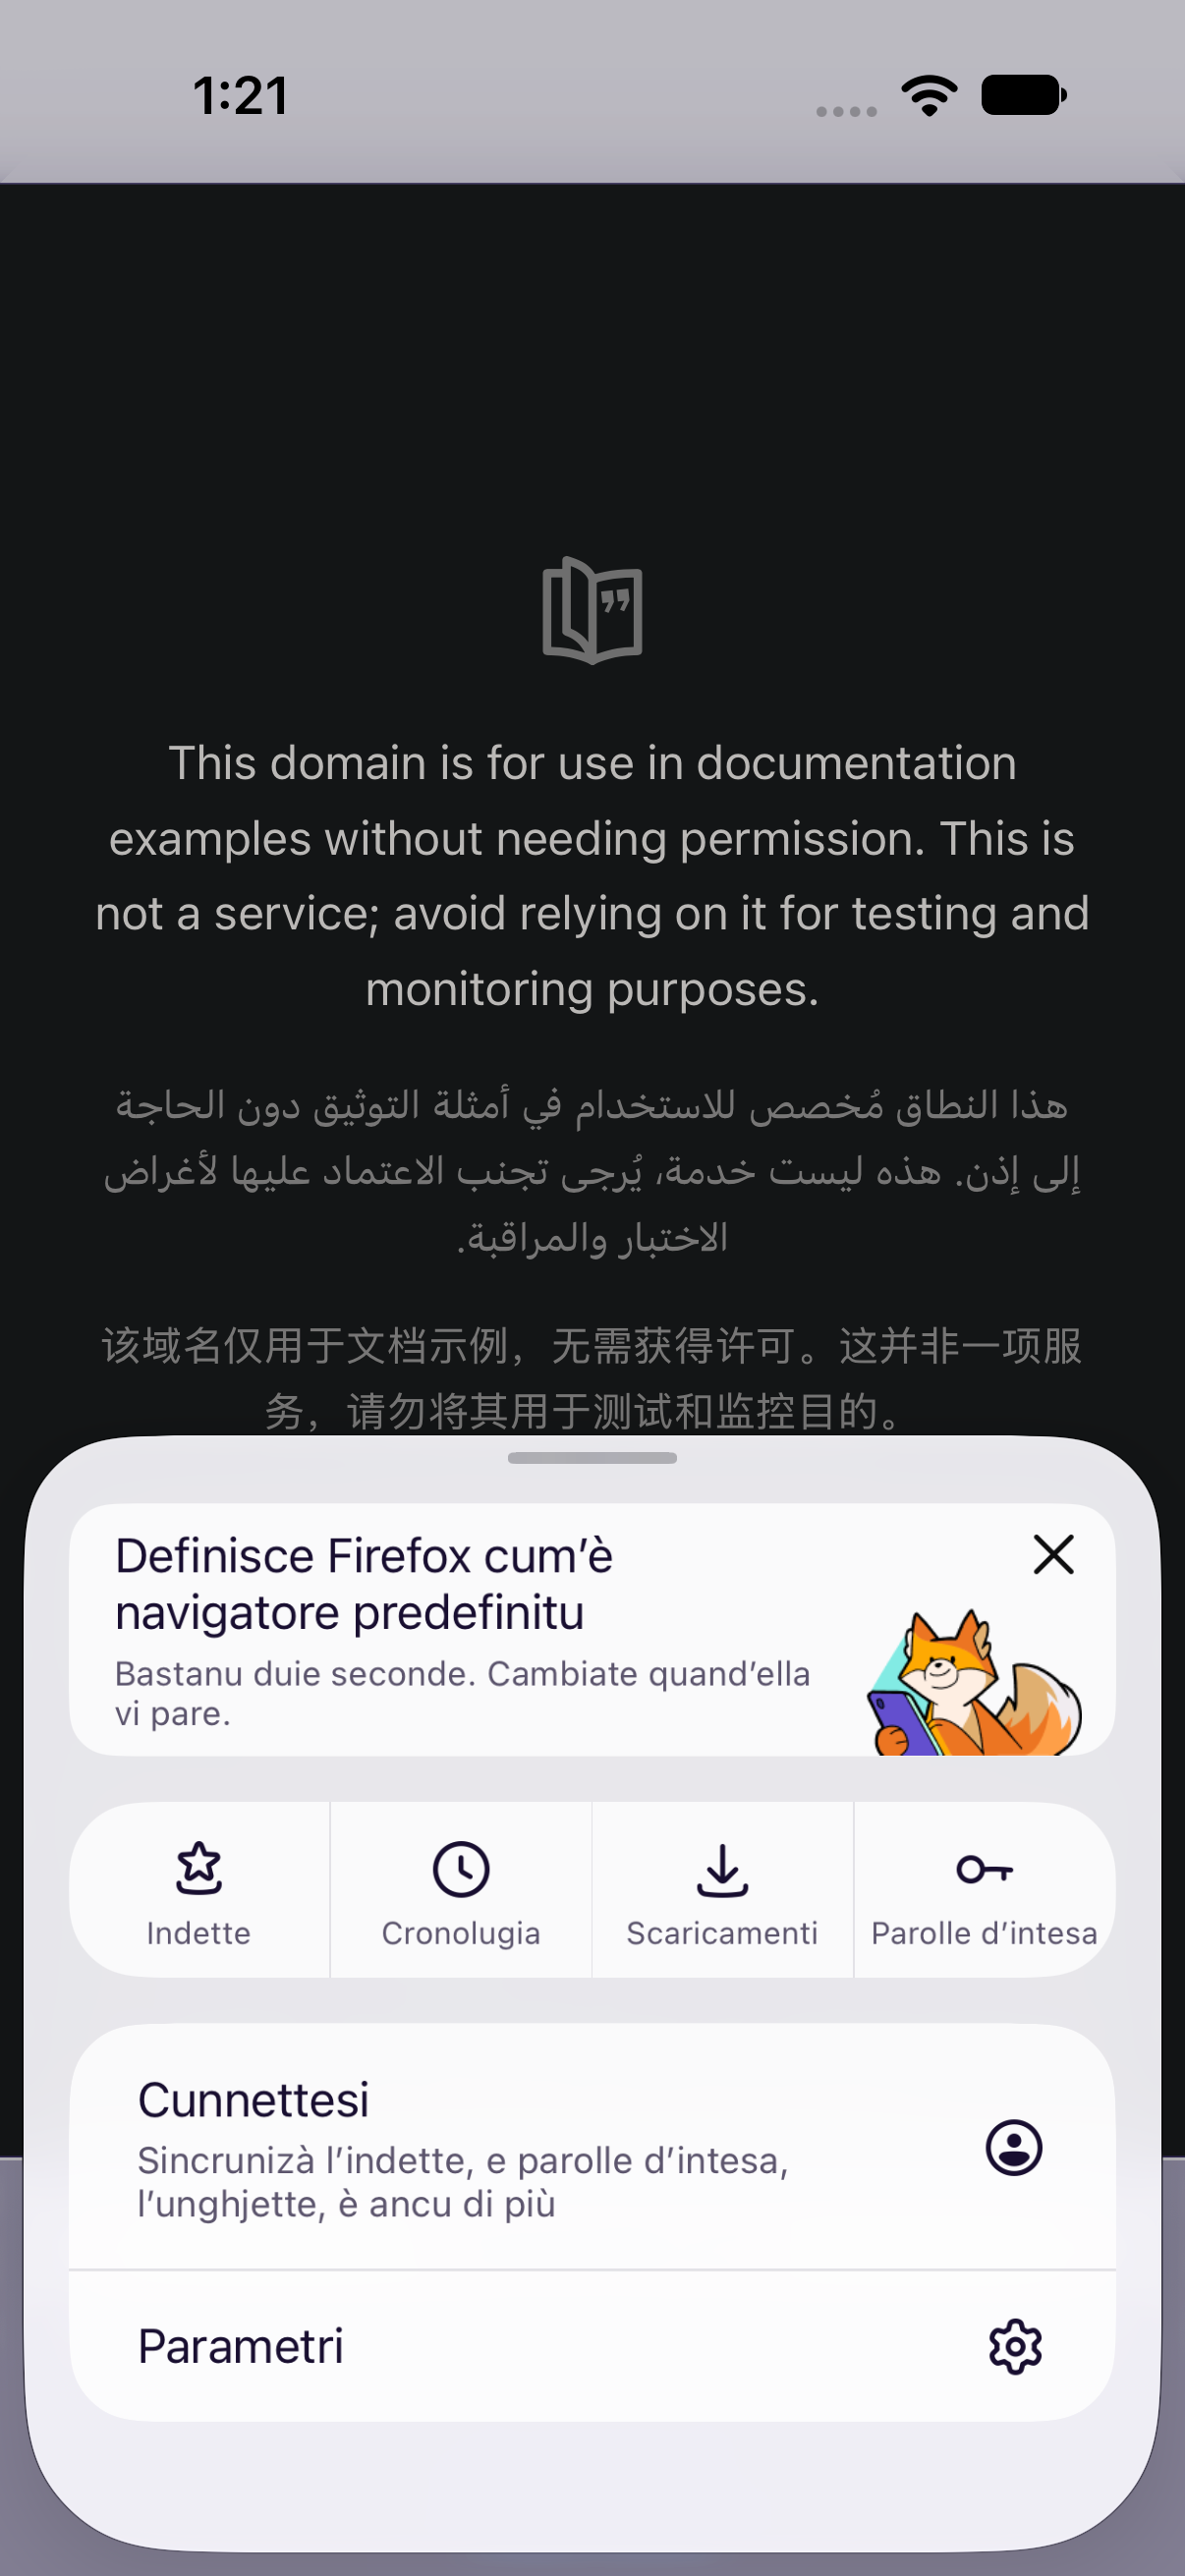 1:21
This domain is for use in documentation
examples without needing permission. This is
not a service; avoid relying on it for testing and
monitoring purposes.
هذا النطاق مُخصص للاستخدام في أمثلة التوثيق دون الحاجة
إلى إذن. هذه ليست خدمة، يُرجى تجنب الاعتماد عليها لأغراض
الاختبار والمراقبة.
该域名仅用于文档示例，无需获得许可。这并非一项服
务，请勿将其用于测试和监控目的。
Definisce Firefox cum’è
navigatore predefinitu
Bastanu duie seconde. Cambiate quand’ella
vi pare.
Indette
Cronolugia
Scaricamenti
Parolle d’intesa
Cunnettesi
Sincrunizà l’indette, e parolle d’intesa,
l’unghjette, è ancu di più
Parametri